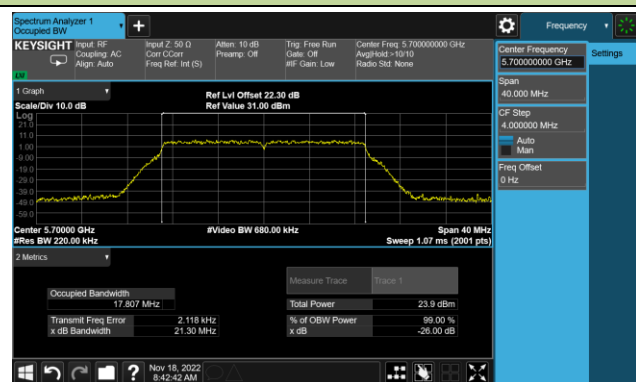 Spectrum Analyzer 1
Occupied BW
Frequency
KEYSIGHT
Input: RF
Coupling: AC
Align: Auto
Input Z: 50 Ω
Corr CCorr
Freq Ref: Int (S)
Atten: 10 dB
Preamp: Off
Trig: Free Run
Gate: Off
#IF Gain: Low
Center Freq: 5.700000000 GHz
Avg|Hold:>10/10
Radio Std: None
Center Frequency
5.700000000 GHz
Settings
Span
40.000 MHz
CF Step
4.000000 MHz
Auto
Man
Freq Offset
0 Hz
1 Graph
Scale/Div 10.0 dB
Ref Lvl Offset 22.30 dB
Ref Value 31.00 dBm
Log
21.0
11.0
1.00
-9.00
-19.0
-29.0
-39.0
-49.0
-59.0
Center 5.70000 GHz
#Res BW 220.00 kHz
#Video BW 680.00 kHz
Span 40 MHz
Sweep 1.07 ms (2001 pts)
2 Metrics
Measure Trace
Trace 1
Occupied Bandwidth
17.807 MHz
Total Power
23.9 dBm
Transmit Freq Error
2.118 kHz
% of OBW Power
99.00 %
x dB Bandwidth
21.30 MHz
x dB
-26.00 dB
Nov 18, 2022
8:42:42 AM